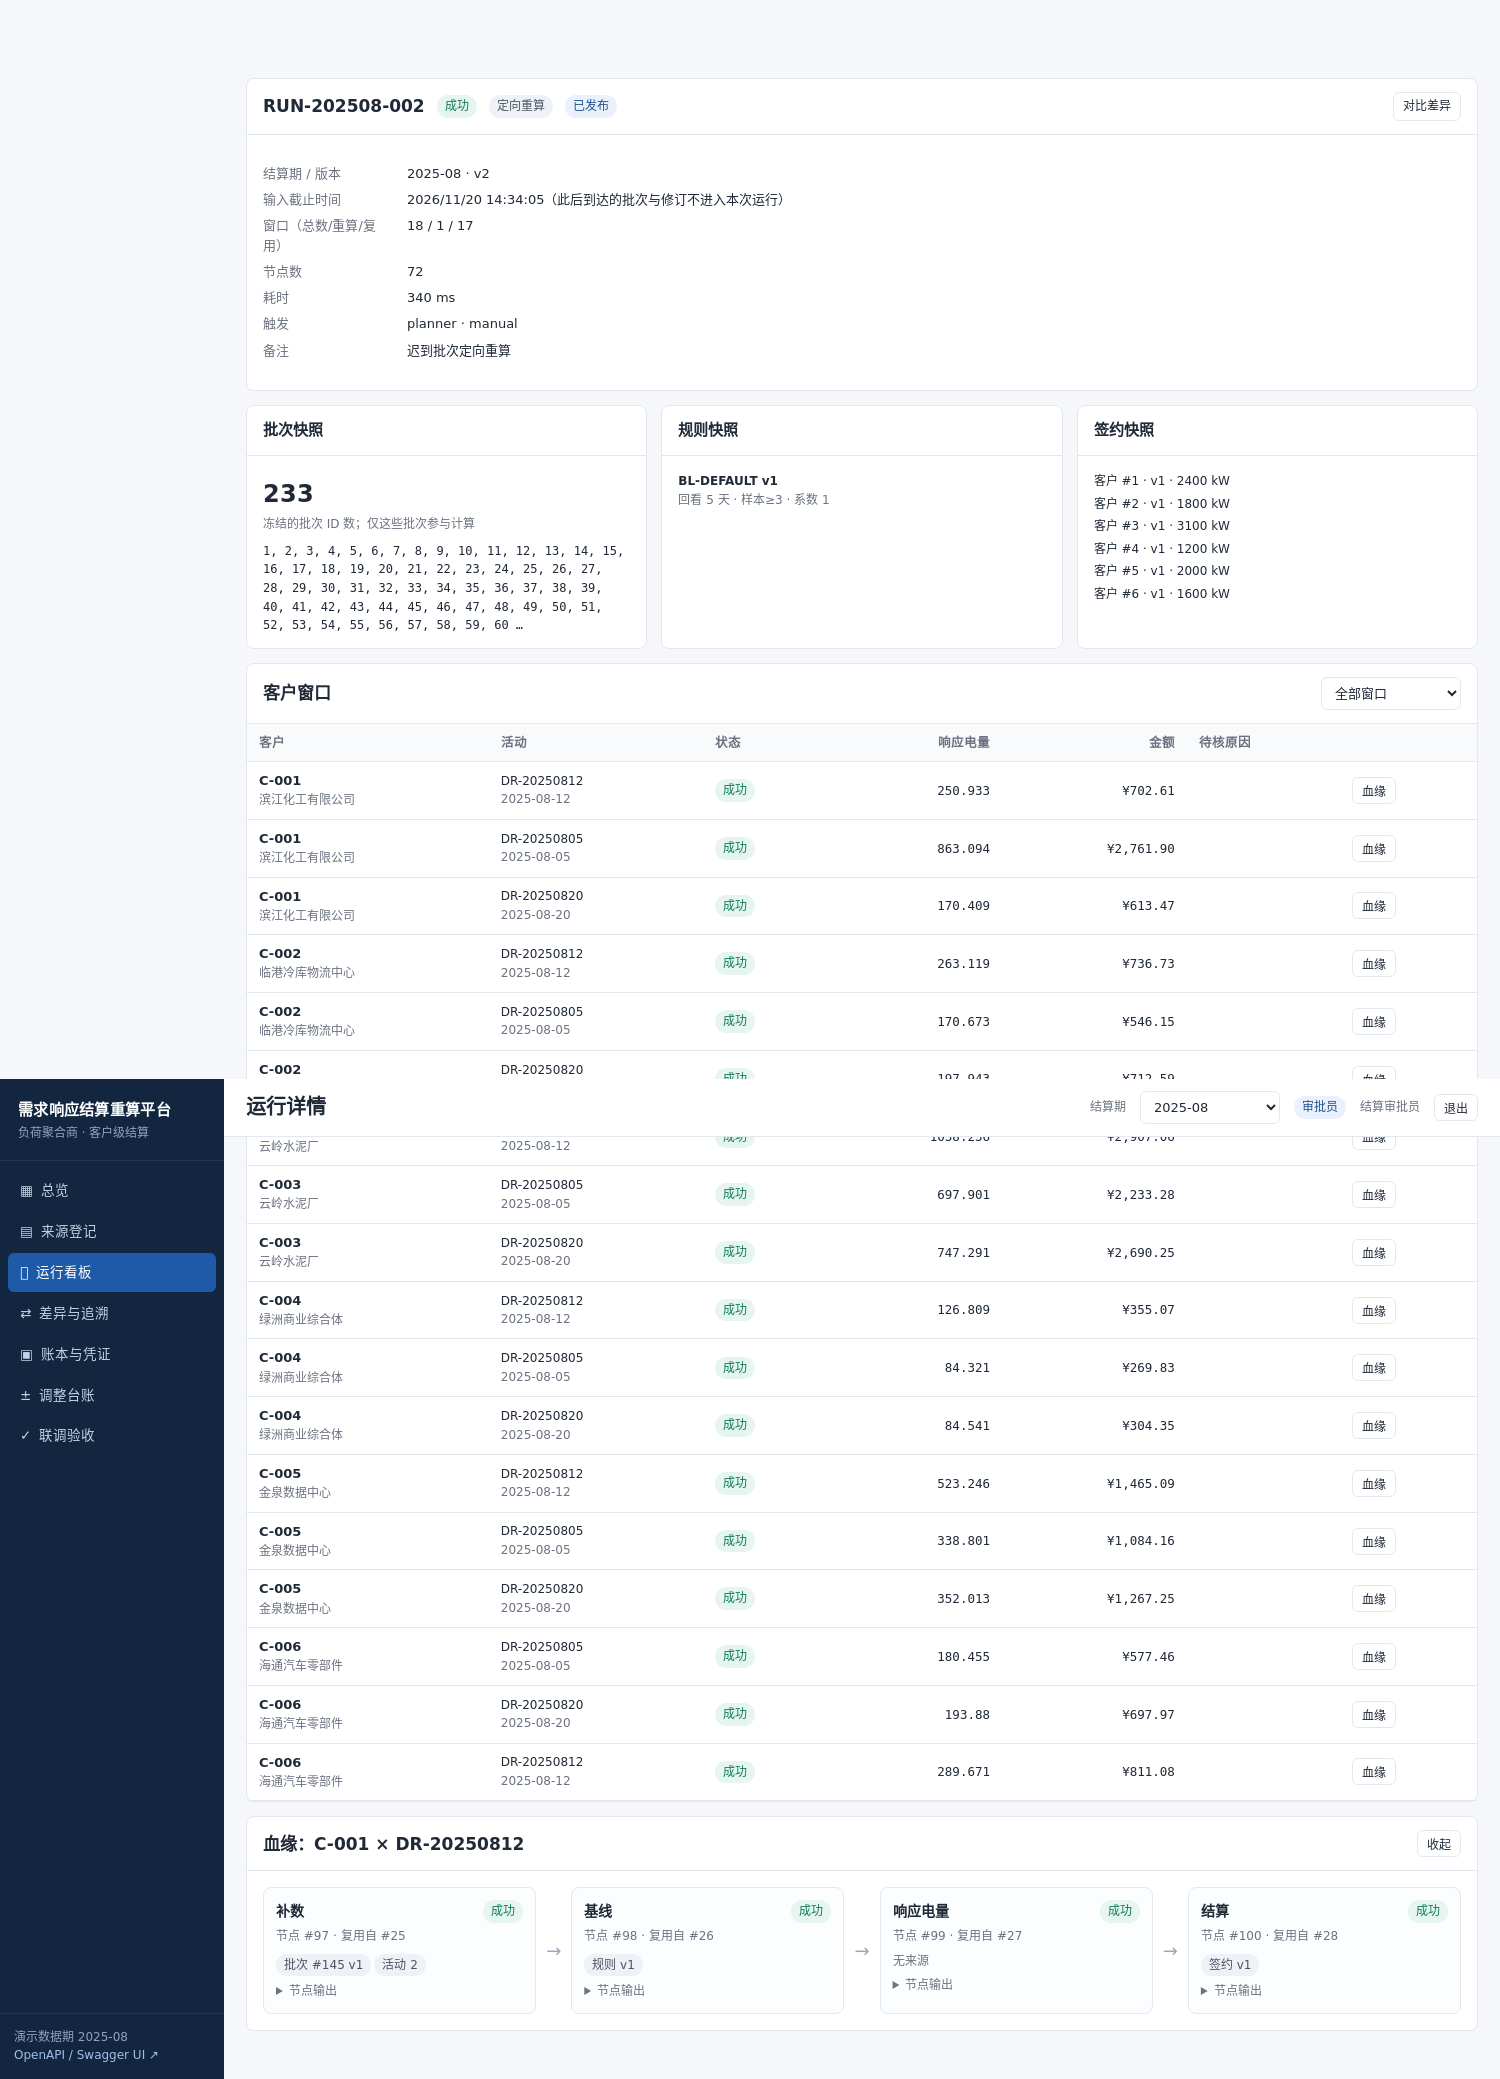 RUN-202508-002 成功 定向重算 已发布 对比差异
结算期 / 版本 2025-08 · v2
输入截止时间 2026/11/20 14:34:05（此后到达的批次与修订不进入本次运行）
窗口（总数/重算/复 18 / 1 / 17
用）
节点数 72
耗时 340 ms
触发 planner · manual
备注 迟到批次定向重算
批次快照
233
冻结的批次 ID 数；仅这些批次参与计算
1, 2, 3, 4, 5, 6, 7, 8, 9, 10, 11, 12, 13, 14, 15,
16, 17, 18, 19, 20, 21, 22, 23, 24, 25, 26, 27,
28, 29, 30, 31, 32, 33, 34, 35, 36, 37, 38, 39,
40, 41, 42, 43, 44, 45, 46, 47, 48, 49, 50, 51,
52, 53, 54, 55, 56, 57, 58, 59, 60 …
规则快照
BL-DEFAULT v1
回看 5 天 · 样本≥3 · 系数 1
签约快照
客户 #1 · v1 · 2400 kW
客户 #2 · v1 · 1800 kW
客户 #3 · v1 · 3100 kW
客户 #4 · v1 · 1200 kW
客户 #5 · v1 · 2000 kW
客户 #6 · v1 · 1600 kW
客户窗口 全部窗口
客户 活动 状态 响应电量 金额 待核原因
C-001 DR-20250812 成功 250.933 ¥702.61 血缘
滨江化工有限公司 2025-08-12
C-001 DR-20250805 成功 863.094 ¥2,761.90 血缘
滨江化工有限公司 2025-08-05
C-001 DR-20250820 成功 170.409 ¥613.47 血缘
滨江化工有限公司 2025-08-20
C-002 DR-20250812 成功 263.119 ¥736.73 血缘
临港冷库物流中心 2025-08-12
C-002 DR-20250805 成功 170.673 ¥546.15 血缘
临港冷库物流中心 2025-08-05
C-002 DR-20250820
需求响应结算重算平台
负荷聚合商 · 客户级结算
▦ 总览
▤ 来源登记
运行看板
⇄ 差异与追溯
▣ 账本与凭证
± 调整台账
✓ 联调验收
演示数据期 2025-08
OpenAPI / Swagger UI ↗
运行详情 结算期 2025-08 审批员 结算审批员 退出
云岭水泥厂 2025-08-12
C-003 DR-20250805 成功 697.901 ¥2,233.28 血缘
云岭水泥厂 2025-08-05
C-003 DR-20250820 成功 747.291 ¥2,690.25 血缘
云岭水泥厂 2025-08-20
C-004 DR-20250812 成功 126.809 ¥355.07 血缘
绿洲商业综合体 2025-08-12
C-004 DR-20250805 成功 84.321 ¥269.83 血缘
绿洲商业综合体 2025-08-05
C-004 DR-20250820 成功 84.541 ¥304.35 血缘
绿洲商业综合体 2025-08-20
C-005 DR-20250812 成功 523.246 ¥1,465.09 血缘
金泉数据中心 2025-08-12
C-005 DR-20250805 成功 338.801 ¥1,084.16 血缘
金泉数据中心 2025-08-05
C-005 DR-20250820 成功 352.013 ¥1,267.25 血缘
金泉数据中心 2025-08-20
C-006 DR-20250805 成功 180.455 ¥577.46 血缘
海通汽车零部件 2025-08-05
C-006 DR-20250820 成功 193.88 ¥697.97 血缘
海通汽车零部件 2025-08-20
C-006 DR-20250812 成功 289.671 ¥811.08 血缘
海通汽车零部件 2025-08-12
血缘：C-001 × DR-20250812 收起
补数 成功
节点 #97 · 复用自 #25
批次 #145 v1 活动 2
▶ 节点输出
→
基线 成功
节点 #98 · 复用自 #26
规则 v1
▶ 节点输出
→
响应电量 成功
节点 #99 · 复用自 #27
无来源
▶ 节点输出
→
结算 成功
节点 #100 · 复用自 #28
签约 v1
▶ 节点输出